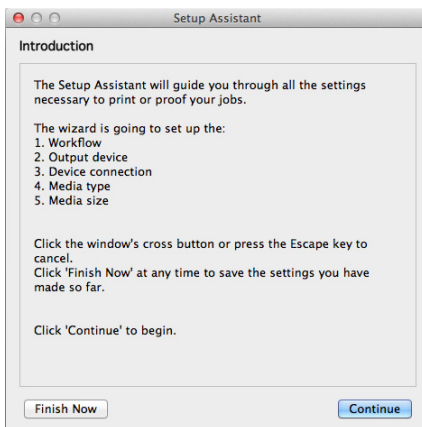 Setup Assistant
Introduction
The Setup Assistant will guide you through all the settings
necessary to print or proof your jobs.
The wizard is going to set up the:
1. Workflow
2. Output device
3. Device connection
4. Media type
5. Media size
Click the window's cross button or press the Escape key to
cancel.
Click 'Finish Now' at any time to save the settings you have
made so far.
Click 'Continue' to begin.
Finish Now
Continue